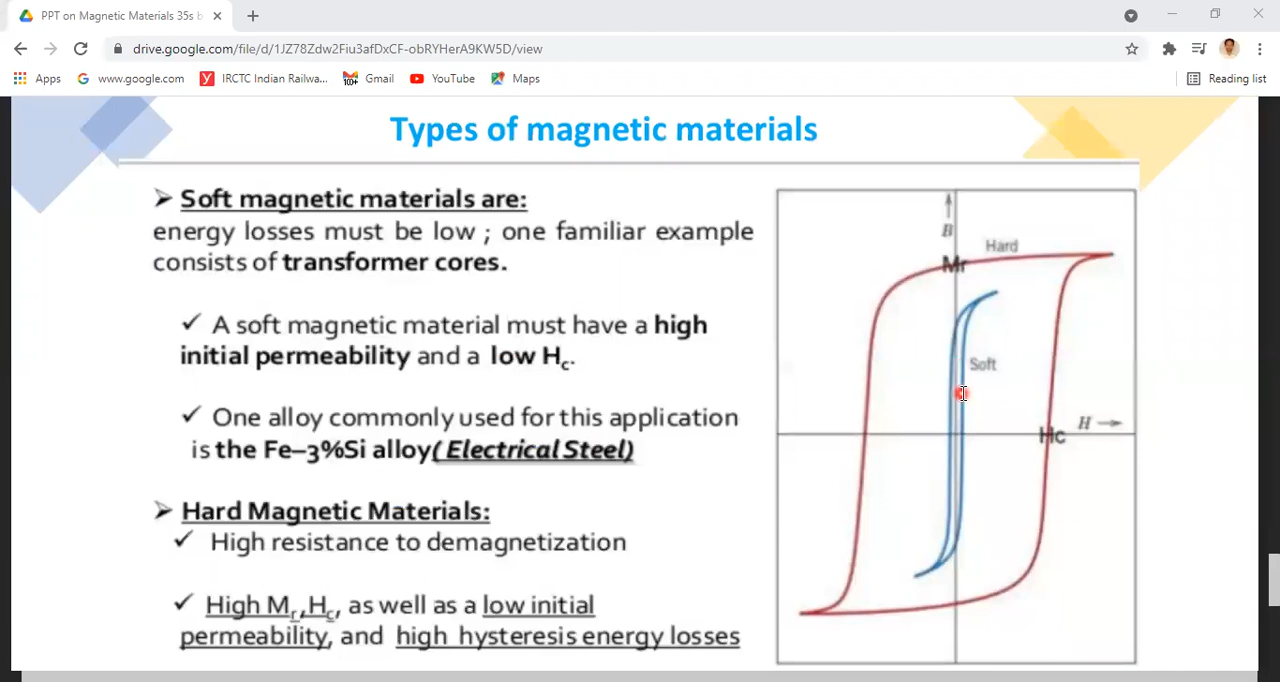 PPT on Magnetic Materials 35s b
drive.google.com/file/d/1JZ78Zdw2Fiu3afDxCF-obRYHerA9KW5D/view
Apps www.google.com IRCTC Indian Railwa... 100+ Gmail YouTube Maps Reading list
Types of magnetic materials
➤ Soft magnetic materials are:
energy losses must be low ; one familiar example
consists of transformer cores.
✓ A soft magnetic material must have a high
initial permeability and a low Hc.
✓ One alloy commonly used for this application
is the Fe–3%Si alloy( Electrical Steel)
➤ Hard Magnetic Materials:
✓ High resistance to demagnetization
✓ High Mr,Hc, as well as a low initial
permeability, and high hysteresis energy losses
B
Hard
Mr
Soft
H →
Hc